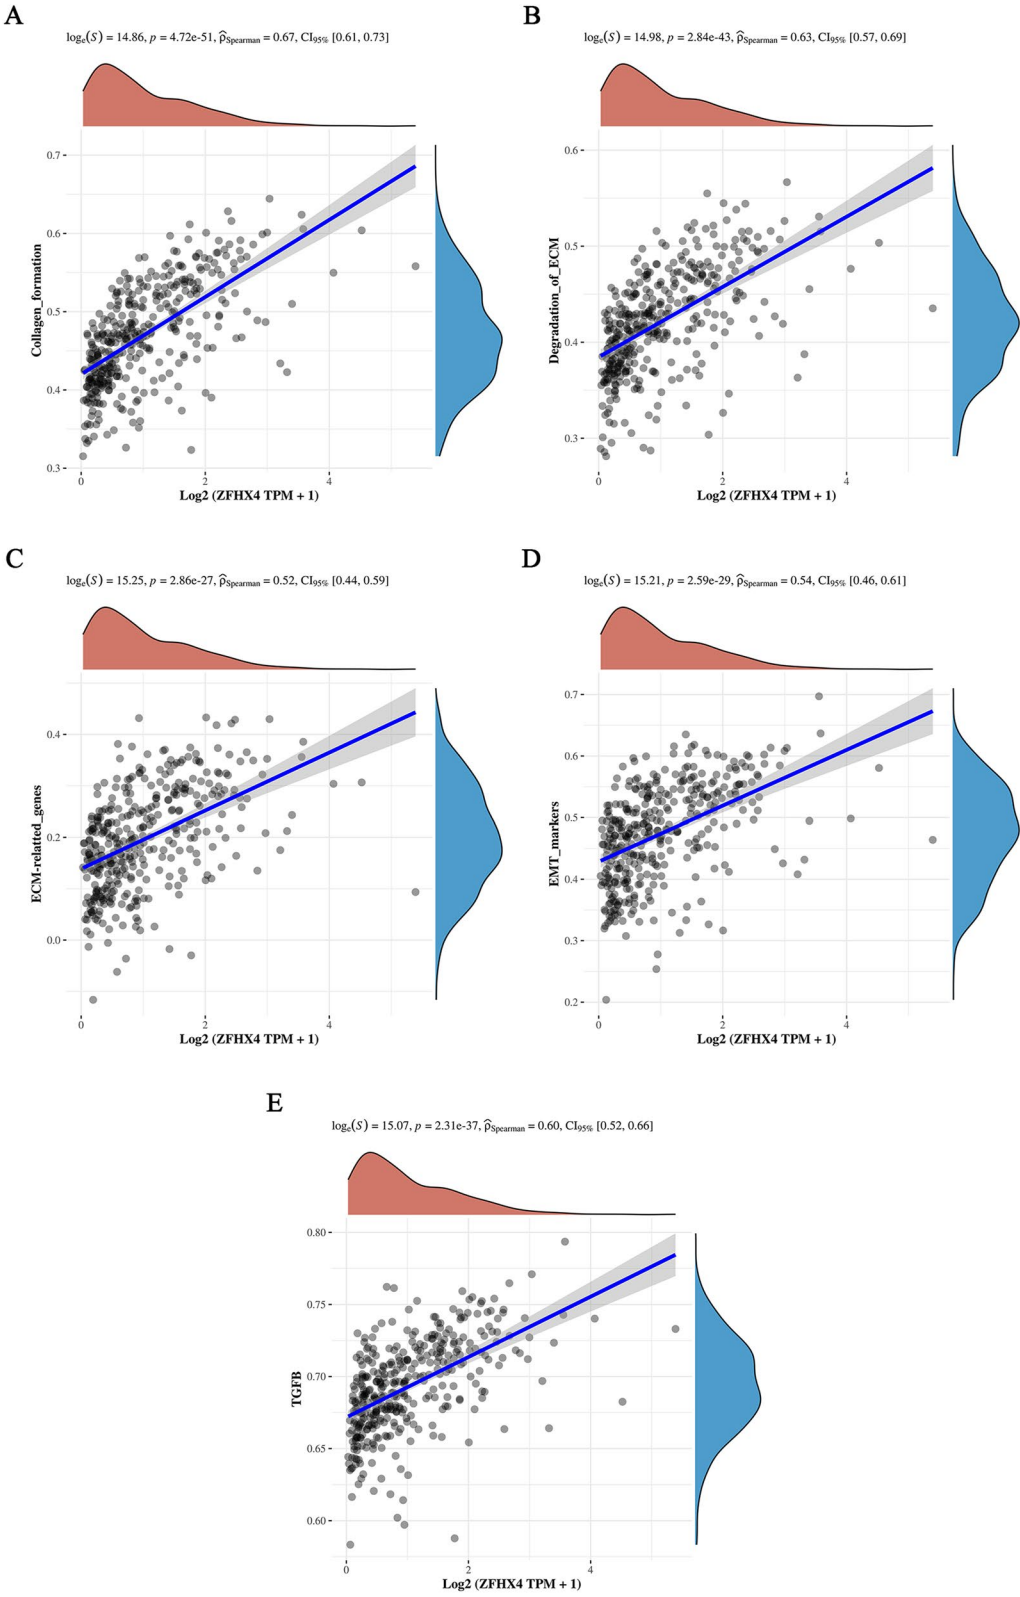 A
logₑ(S) = 14.86, p = 4.72e-51, ρ̂Spearman = 0.67, CI95% [0.61, 0.73]
0.7
0.6
0.5
0.4
0.3
Collagen_formation
0 2 4
Log2 (ZFHX4 TPM + 1)
B
logₑ(S) = 14.98, p = 2.84e-43, ρ̂Spearman = 0.63, CI95% [0.57, 0.69]
0.6
0.5
0.4
0.3
Degradation_of_ECM
0 2 4
Log2 (ZFHX4 TPM + 1)
C
logₑ(S) = 15.25, p = 2.86e-27, ρ̂Spearman = 0.52, CI95% [0.44, 0.59]
0.4
0.2
0.0
ECM-relatted_genes
0 2 4
Log2 (ZFHX4 TPM + 1)
D
logₑ(S) = 15.21, p = 2.59e-29, ρ̂Spearman = 0.54, CI95% [0.46, 0.61]
0.7
0.6
0.5
0.4
0.3
0.2
EMT_markers
0 2 4
Log2 (ZFHX4 TPM + 1)
E
logₑ(S) = 15.07, p = 2.31e-37, ρ̂Spearman = 0.60, CI95% [0.52, 0.66]
0.80
0.75
0.70
0.65
0.60
TGFB
0 2 4
Log2 (ZFHX4 TPM + 1)